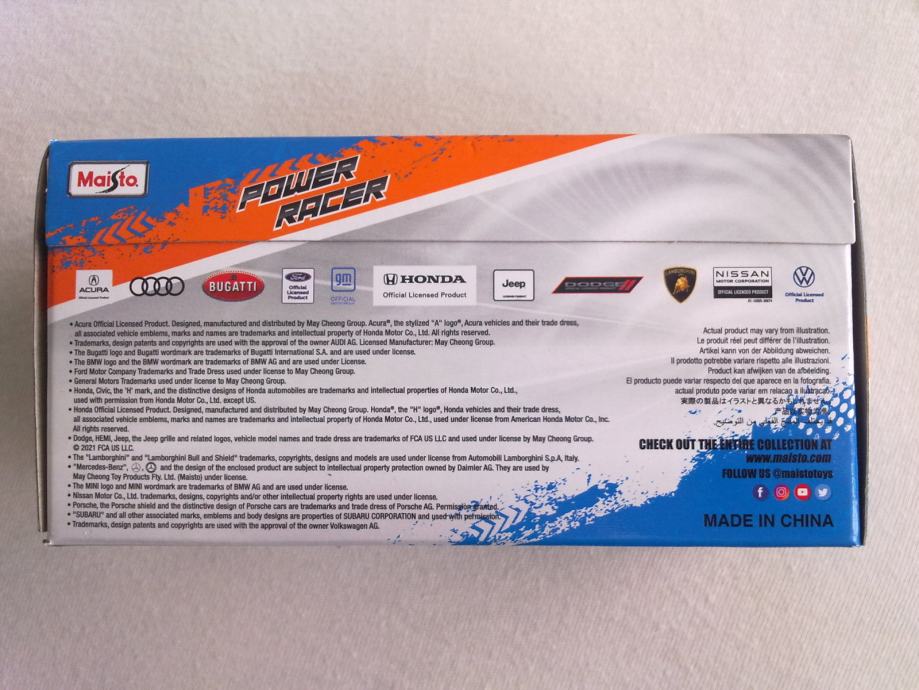 Maisto
POWER
RACER
ACURA
Official Licensed Product
BUGATTI
Ford
Official
Licensed
Product
gm
OFFICIAL
HONDA
Official Licensed Product
Jeep
LICENSED PRODUCT
DODGE
LAMBORGHINI
NISSAN
MOTOR CORPORATION
OFFICIAL LICENSED PRODUCT
Official Licensed
Product
• Acura Official Licensed Product. Designed, manufactured and distributed by May Cheong Group. Acura®, the stylized "A" logo®, Acura vehicles and their trade dress,
all associated vehicle emblems, marks and names are trademarks and intellectual property of Honda Motor Co., Ltd. All rights reserved.
• Trademarks, design patents and copyrights are used with the approval of the owner AUDI AG. Licensed Manufacturer: May Cheong Group.
• The Bugatti logo and Bugatti wordmark are trademarks of Bugatti International S.A. and are used under license.
• The BMW logo and the BMW wordmark are trademarks of BMW AG and are used under License.
• Ford Motor Company Trademarks and Trade Dress used under license to May Cheong Group.
• General Motors Trademarks used under license to May Cheong Group.
• Honda, Civic, the 'H' mark, and the distinctive designs of Honda automobiles are trademarks and intellectual properties of Honda Motor Co., Ltd.,
used with permission from Honda Motor Co., Ltd. except US.
• Honda Official Licensed Product. Designed, manufactured and distributed by May Cheong Group. Honda®, the "H" logo®, Honda vehicles and their trade dress,
all associated vehicle emblems, marks and names are trademarks and intellectual property of Honda Motor Co., Ltd., used under license from American Honda Motor Co., Inc.
All rights reserved.
• Dodge, HEMI, Jeep, the Jeep grille and related logos, vehicle model names and trade dress are trademarks of FCA US LLC and used under license by May Cheong Group.
© 2021 FCA US LLC.
• The "Lamborghini" and "Lamborghini Bull and Shield" trademarks, copyrights, designs and models are used under license from Automobili Lamborghini S.p.A, Italy.
• "Mercedes-Benz", and the design of the enclosed product are subject to intellectual property protection owned by Daimler AG. They are used by
May Cheong Toy Products Fty. Ltd. (Maisto) under license.
• The MINI logo and MINI wordmark are trademarks of BMW AG and are used under license.
• Nissan Motor Co., Ltd. trademarks, designs, copyrights and/or other intellectual property rights are used under license.
• Porsche, the Porsche shield and the distinctive design of Porsche cars are trademarks and trade dress of Porsche AG. Permission granted.
• "SUBARU" and all other associated marks, emblems and body designs are properties of SUBARU CORPORATION and used with permission.
• Trademarks, design patents and copyrights are used with the approval of the owner Volkswagen AG.
Actual product may vary from illustration.
Le produit réel peut différer de l'illustration.
Artikel kann von der Abbildung abweichen.
Il prodotto potrebbe variare rispetto alle illustrazioni.
Product kan afwijken van de afbeelding.
El producto puede variar respecto del que aparece en la fotografía.
actual produto pode variar em relacao a ilustracao.
実際の製品はイラストと異なるかもしれません。
CHECK OUT THE ENTIRE COLLECTION AT
www.maisto.com
FOLLOW US @maistotoys
MADE IN CHINA